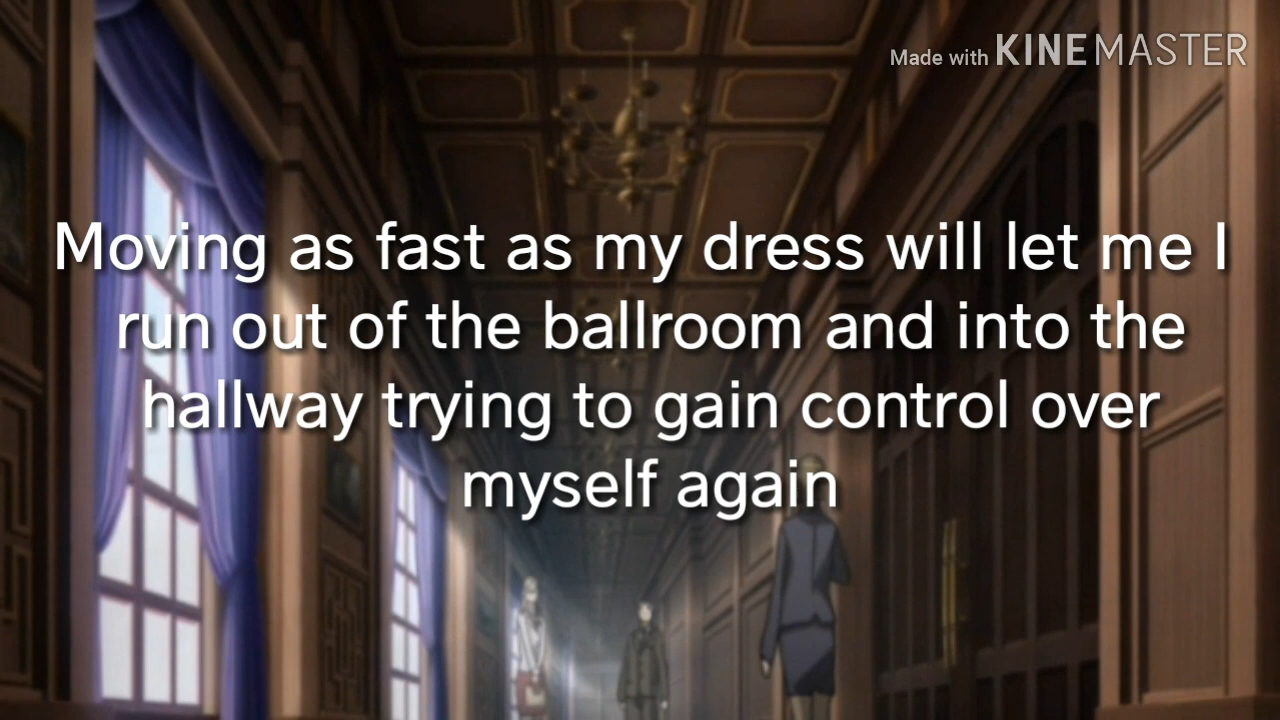 Made with KINEMASTER
Moving as fast as my dress will let me I
run out of the ballroom and into the
hallway trying to gain control over
myself again